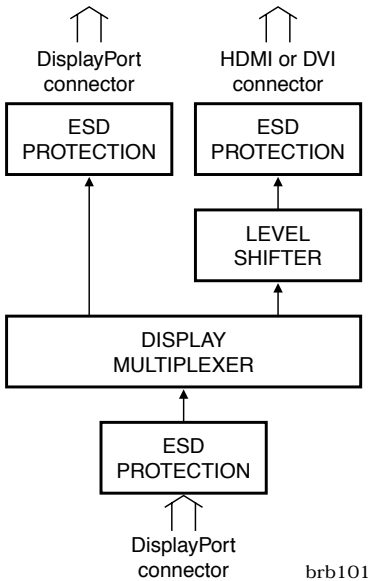 DisplayPort
connector
HDMI or DVI
connector
ESD
PROTECTION
ESD
PROTECTION
LEVEL
SHIFTER
DISPLAY
MULTIPLEXER
ESD
PROTECTION
DisplayPort
connector
brb101